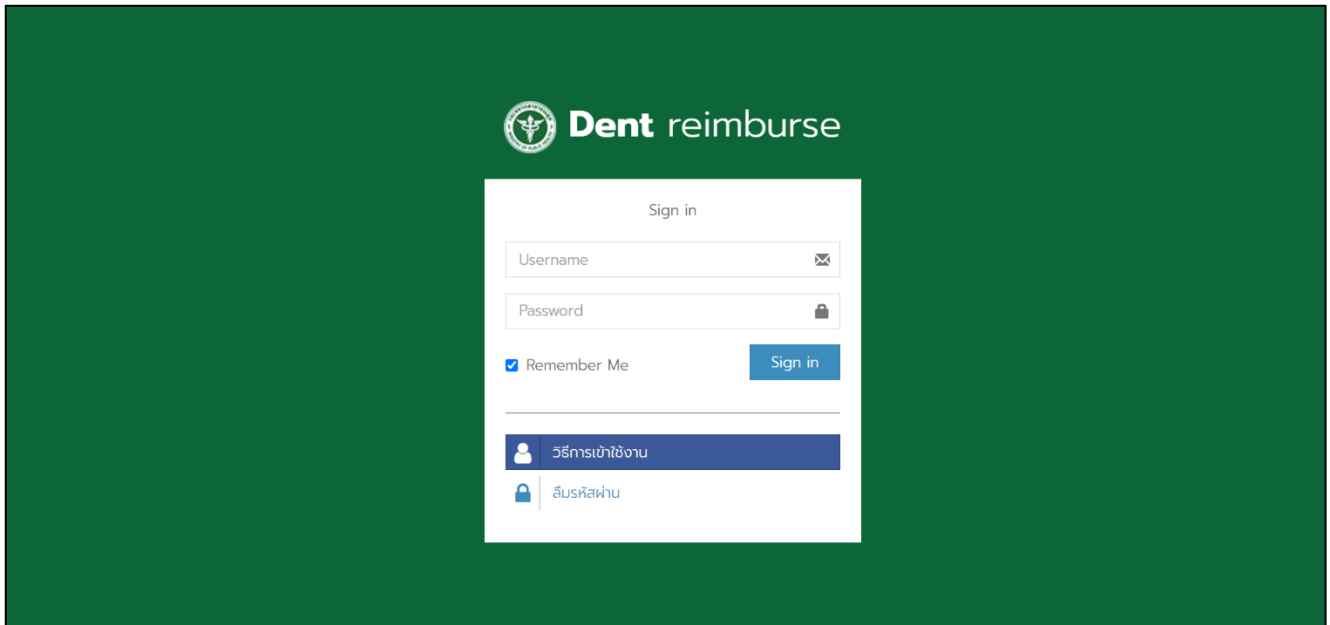 Dent reimburse
Sign in
Username
Password
Remember Me
Sign in
วิธีการเข้าใช้งาน
ลืมรหัสผ่าน